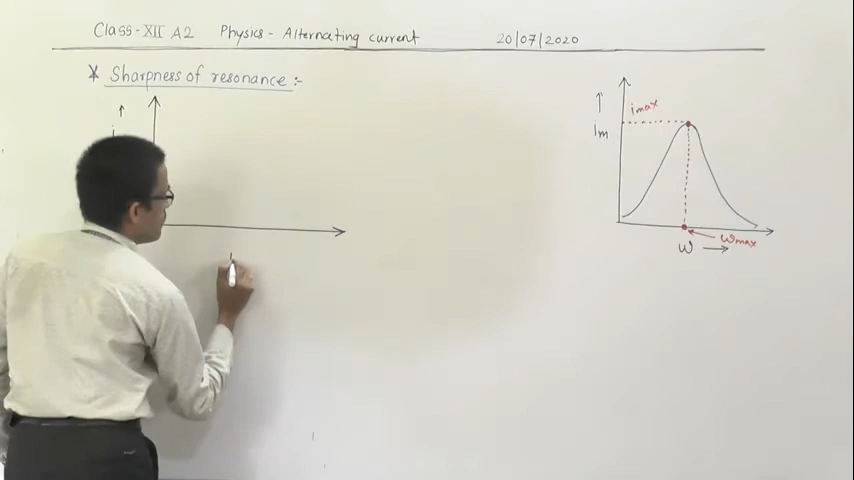 Class-XII A2 Physics - Alternating current 20/07/2020
* Sharpness of resonance :-
i
imax
im
ωmax
ω